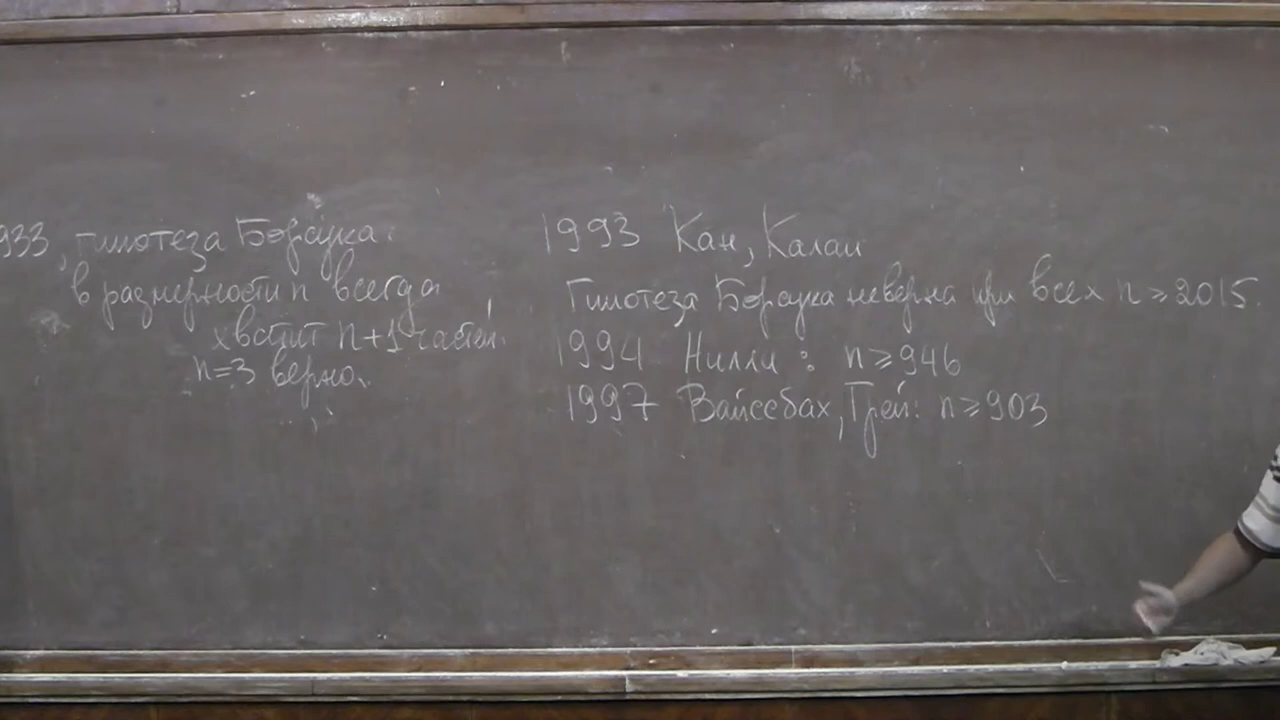 933, гипотеза Борсука:
в размерности n всегда
хватит n+1 частей.
n=3 верно.
1993 Кан, Калаи
Гипотеза Борсука неверна при всех n ≥ 2015.
1994 Нилли: n ≥ 946
1997 Вайссбах, Грей: n ≥ 903